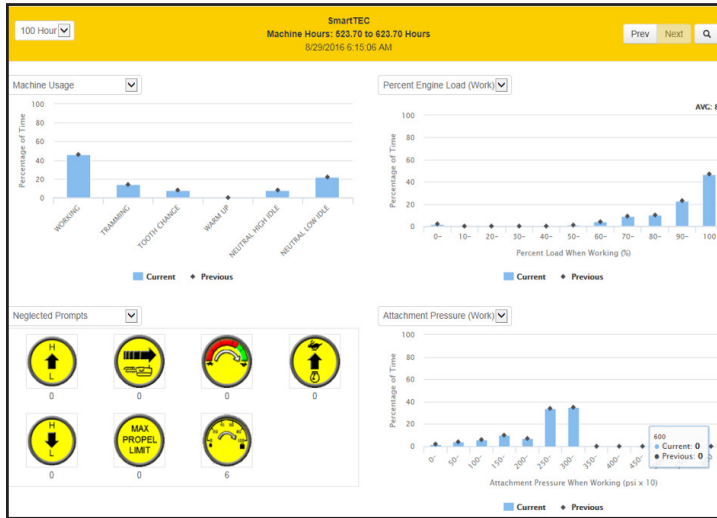 100 Hour
SmartTEC
Machine Hours: 523.70 to 623.70 Hours
8/29/2016 6:15:06 AM
Prev Next
Machine Usage
Percentage of Time
100
80
60
40
20
0
WORKING
TRAMMING
TOOTH CHANGE
WARM UP
NEUTRAL HIGH IDLE
NEUTRAL LOW IDLE
Current Previous
Percent Engine Load (Work)
AVG: 8
Percentage of Time
100
80
60
40
20
0
0- 10- 20- 30- 40- 50- 60- 70- 80- 90- 100
Percent Load When Working (%)
Current Previous
Neglected Prompts
H
L
0
0
0
0
H
L
0
MAX
PROPEL
LIMIT
0
6
Attachment Pressure (Work)
Percentage of Time
100
80
60
40
20
0
0- 50- 100- 150- 200- 250- 300- 350- 400-
600
Current: 0
Previous: 0
Attachment Pressure When Working (psi x 10)
Current Previous